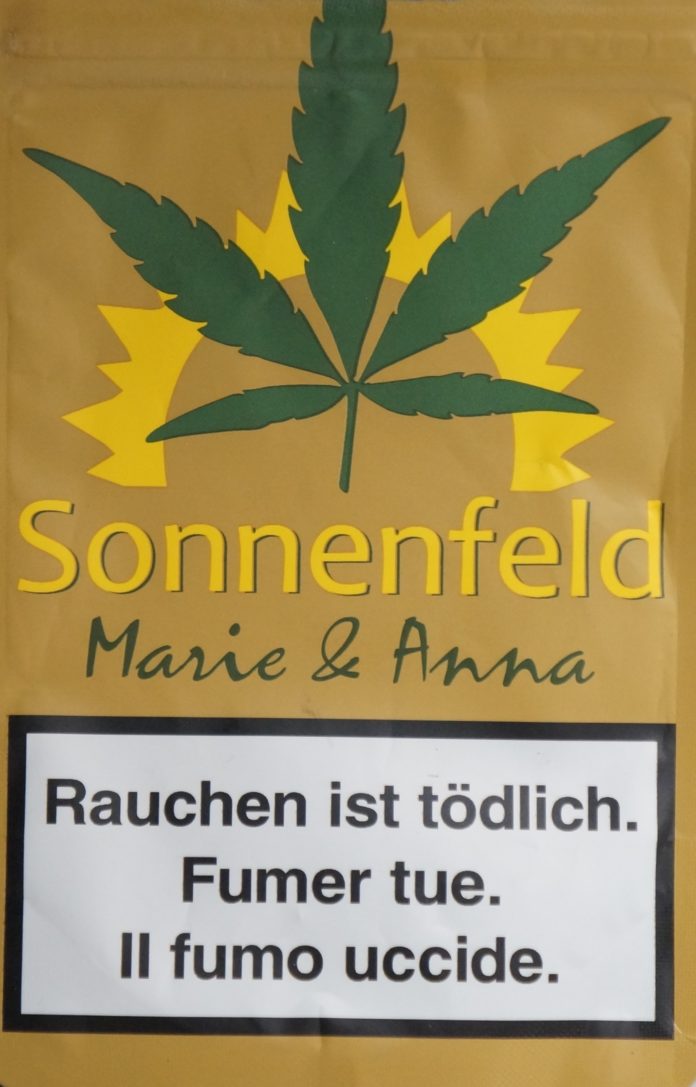 Sonnenfeld
Marie & Anna
Rauchen ist tödlich.
Fumer tue.
Il fumo uccide.